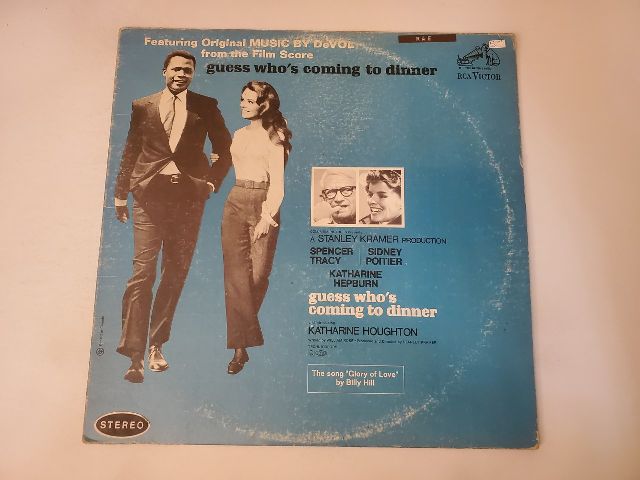 Featuring Original MUSIC BY DeVOL
from the Film Score
guess who's coming to dinner
RCA VICTOR
A STANLEY KRAMER PRODUCTION
SPENCER TRACY
SIDNEY POITIER
KATHARINE HEPBURN
guess who's
coming to dinner
KATHARINE HOUGHTON
The song "Glory of Love"
by Billy Hill
STEREO